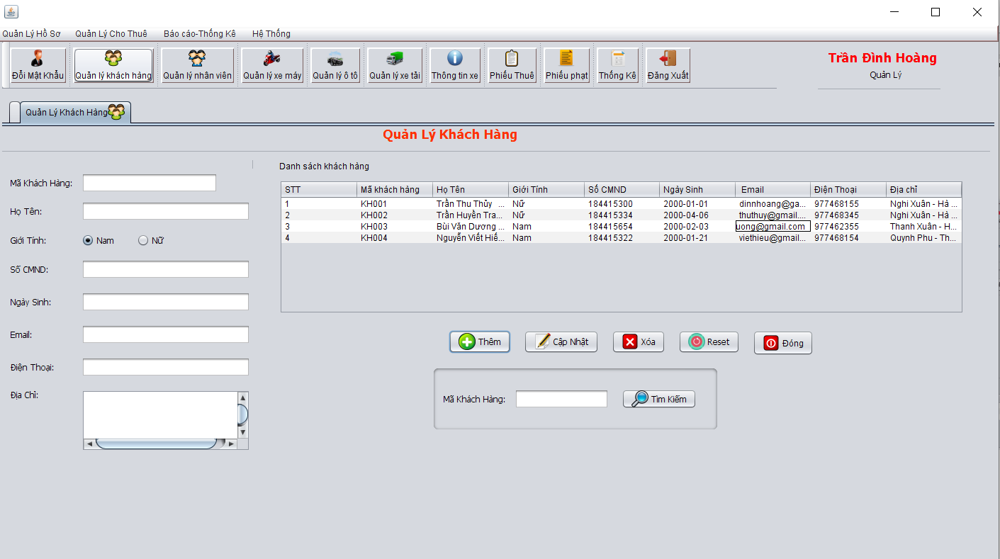 Quản Lý Hồ Sơ Quản Lý Cho Thuê Báo cáo-Thống Kê Hệ Thống
Đổi Mật Khẩu Quản lý khách hàng Quản lý nhân viên Quản lý xe máy Quản lý ô tô Quản lý xe tải Thông tin xe Phiếu Thuê Phiếu phạt Thống Kê Đăng Xuất
Trần Đình Hoàng
Quản Lý
Quản Lý Khách Hàng
Quản Lý Khách Hàng
Danh sách khách hàng
Mã Khách Hàng:
Họ Tên:
Giới Tính: Nam Nữ
Số CMND:
Ngày Sinh:
Email:
Điện Thoại:
Địa Chỉ:
STT Mã khách hàng Họ Tên Giới Tính Số CMND Ngày Sinh Email Điện Thoại Địa chỉ
1 KH001 Trần Thu Thủy ... Nữ 184415300 2000-01-01 dinnhoang@ga... 977468155 Nghi Xuân - Hà ...
2 KH002 Trần Huyền Tra... Nữ 184415334 2000-04-06 thuthuy@gmail.... 977468345 Nghi Xuân - Hà ...
3 KH003 Bùi Văn Dương ... Nam 184415654 2000-02-03 uong@gmail.com 977462355 Thanh Xuân - H...
4 KH004 Nguyễn Viết Hiế... Nam 184415322 2000-01-21 viethieu@gmail... 977468154 Quỳnh Phụ - Th...
Thêm Cập Nhật Xóa Reset Đóng
Mã Khách Hàng: Tìm Kiếm